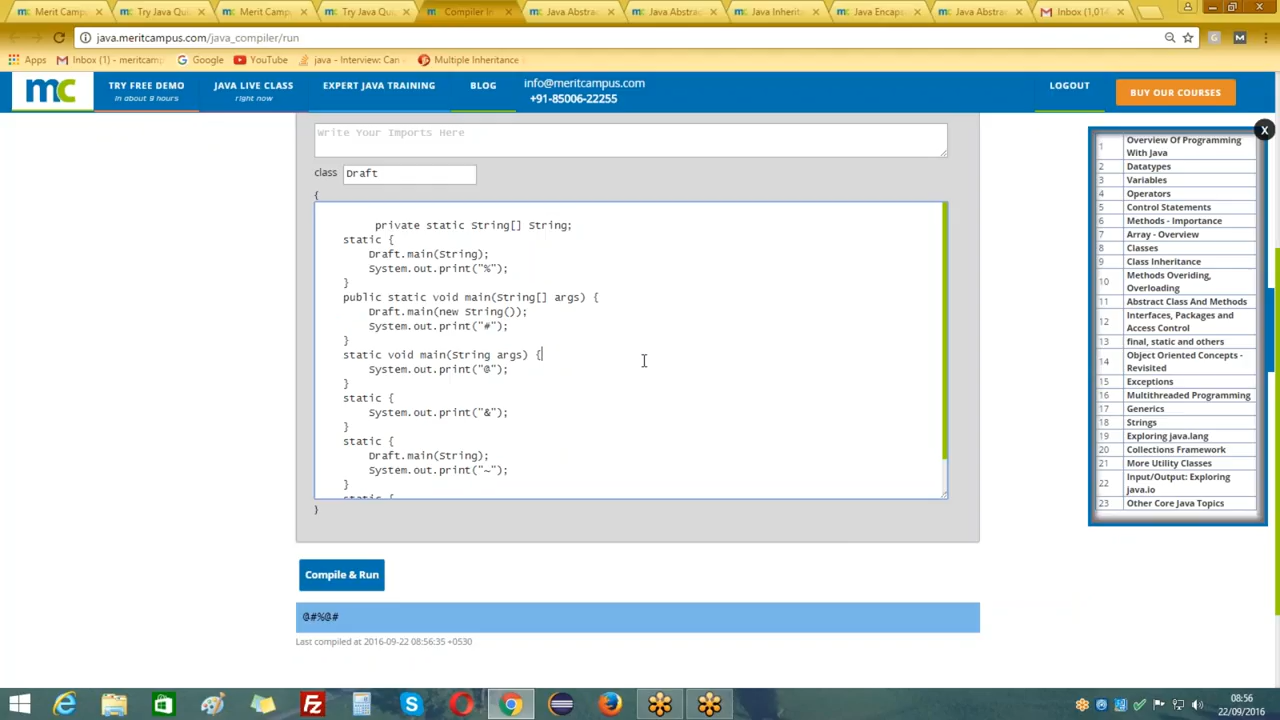 Merit Camp
Try Java Qui
Merit Camp
Try Java Qui
Compiler In
Java Abstra
Java Abstra
Java Inherit
Java Encap
Java Abstra
Inbox (1,01
java.meritcampus.com/java_compiler/run
Apps
Inbox (1) - meritcamp
Google
YouTube
java - Interview: Can
Multiple Inheritance
mc
TRY FREE DEMO
in about 9 hours
JAVA LIVE CLASS
right now
EXPERT JAVA TRAINING
BLOG
info@meritcampus.com
+91-85006-22255
LOGOUT
BUY OUR COURSES
Write Your Imports Here
class Draft
{
private static String[] String;
static {
Draft.main(String);
System.out.print("%");
}
public static void main(String[] args) {
Draft.main(new String());
System.out.print("#");
}
static void main(String args) {
System.out.print("@");
}
static {
System.out.print("&");
}
static {
Draft.main(String);
System.out.print("~");
}
static {
}
Compile & Run
@#%@#
Last compiled at 2016-09-22 08:56:35 +0530
X
1 Overview Of Programming With Java
2 Datatypes
3 Variables
4 Operators
5 Control Statements
6 Methods - Importance
7 Array - Overview
8 Classes
9 Class Inheritance
10 Methods Overiding, Overloading
11 Abstract Class And Methods
12 Interfaces, Packages and Access Control
13 final, static and others
14 Object Oriented Concepts - Revisited
15 Exceptions
16 Multithreaded Programming
17 Generics
18 Strings
19 Exploring java.lang
20 Collections Framework
21 More Utility Classes
22 Input/Output: Exploring java.io
23 Other Core Java Topics
08:56
22/09/2016